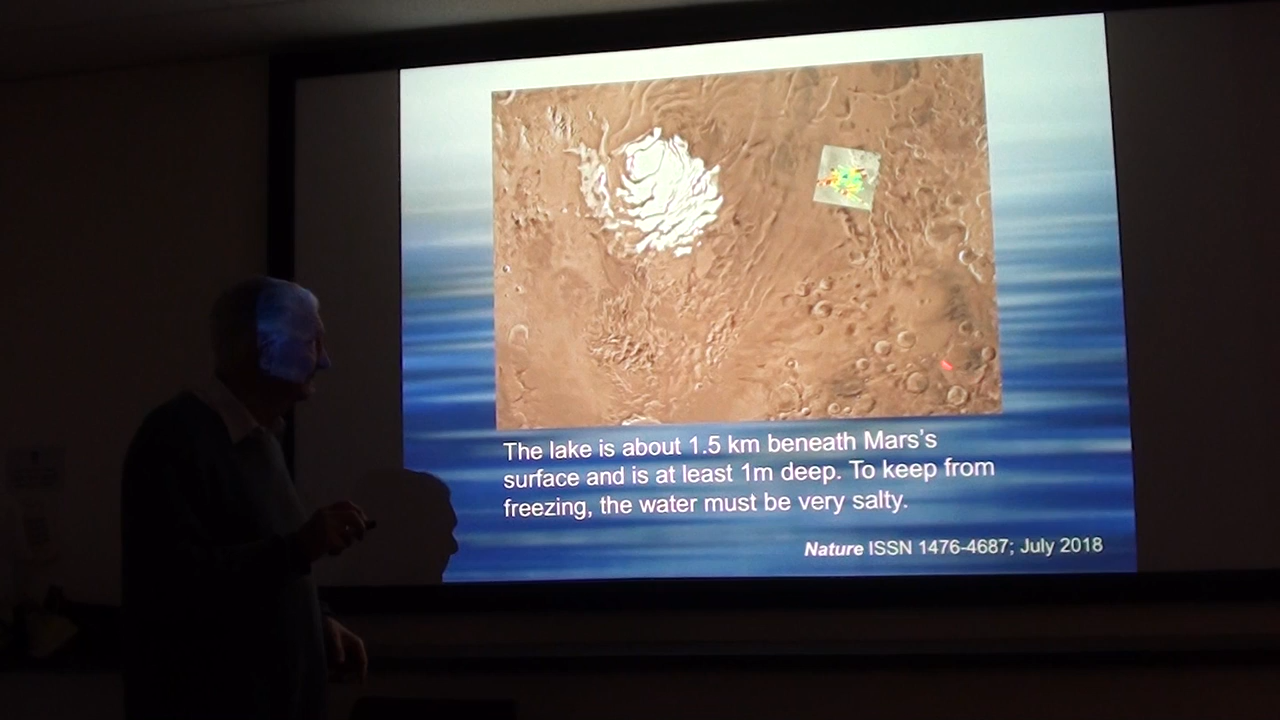 The lake is about 1.5 km beneath Mars's
surface and is at least 1m deep. To keep from
freezing, the water must be very salty.
Nature ISSN 1476-4687; July 2018